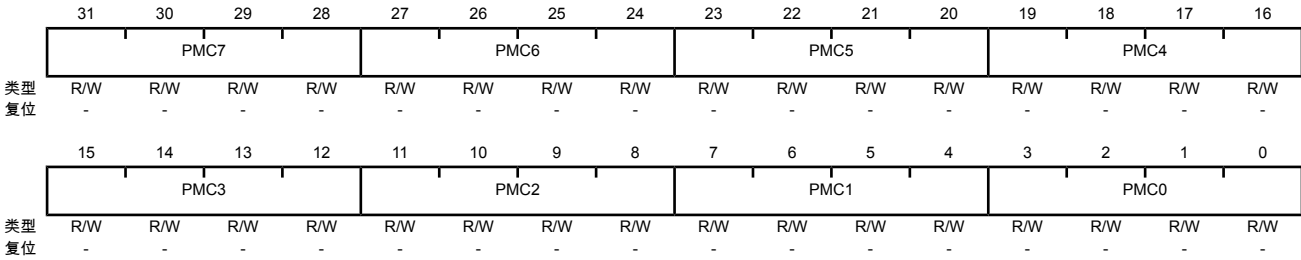 31 30 29 28 27 26 25 24 23 22 21 20 19 18 17 16
PMC7 PMC6 PMC5 PMC4
类型 R/W R/W R/W R/W R/W R/W R/W R/W R/W R/W R/W R/W R/W R/W R/W R/W
复位 - - - - - - - - - - - - - - - -
15 14 13 12 11 10 9 8 7 6 5 4 3 2 1 0
PMC3 PMC2 PMC1 PMC0
类型 R/W R/W R/W R/W R/W R/W R/W R/W R/W R/W R/W R/W R/W R/W R/W R/W
复位 - - - - - - - - - - - - - - - -